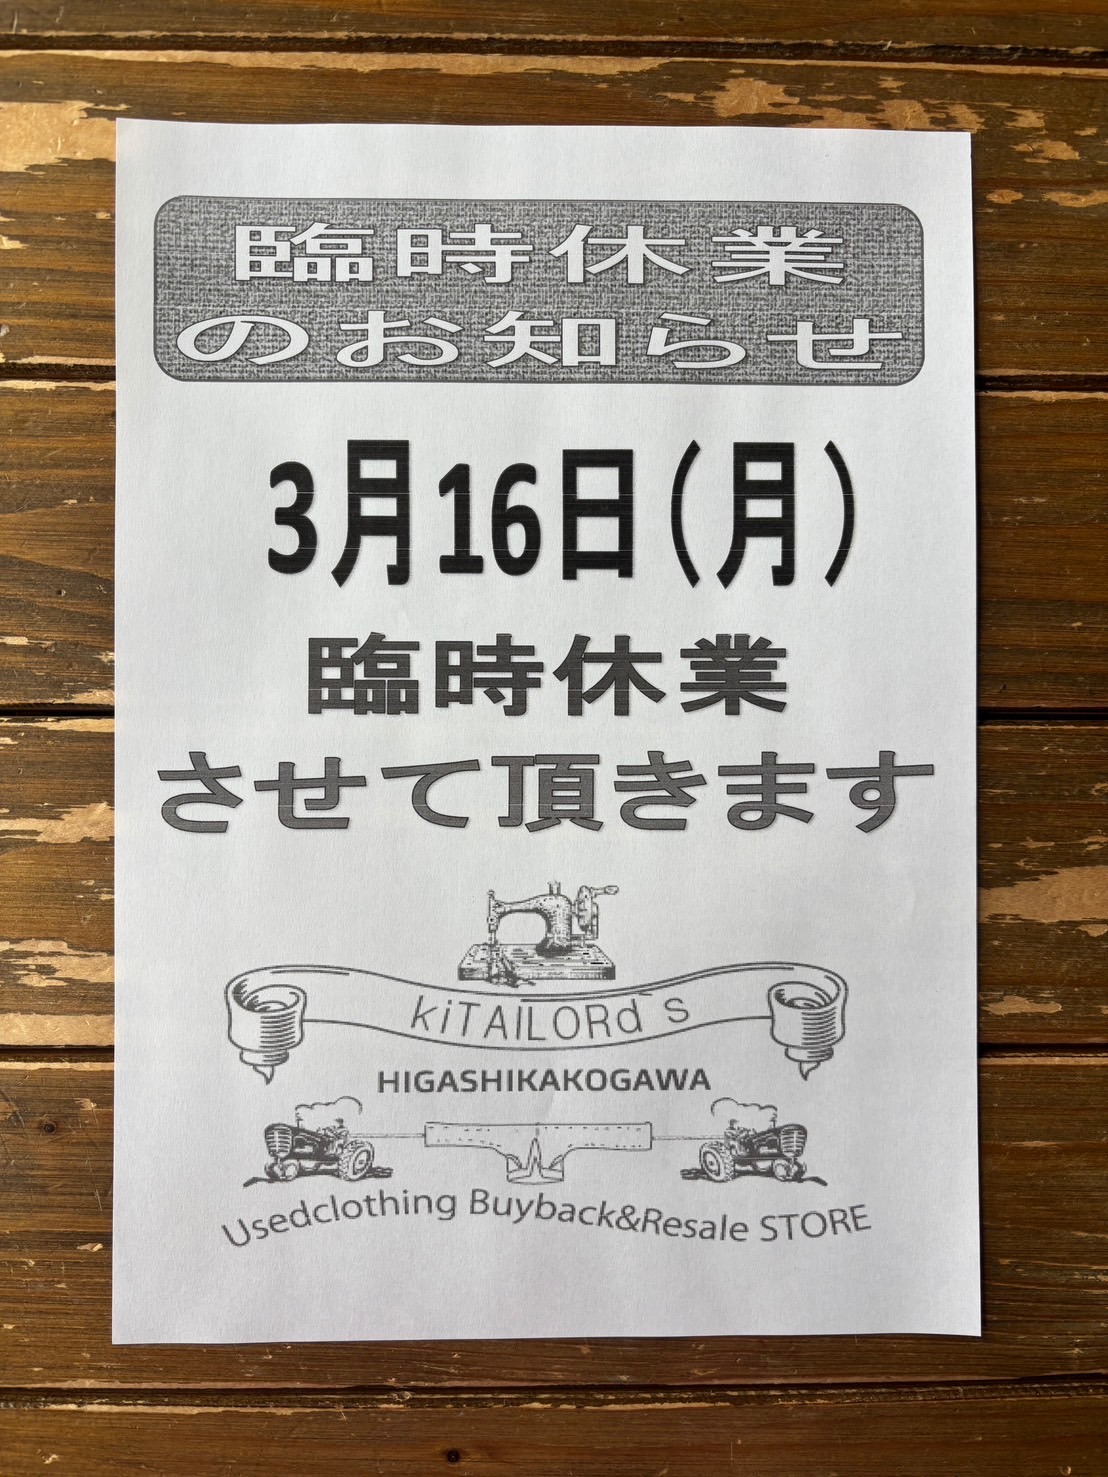 臨時休業
のお知らせ
3月16日(月)
臨時休業
させて頂きます
kiTAILORd`s
HIGASHIKAKOGAWA
Usedclothing Buyback&Resale STORE